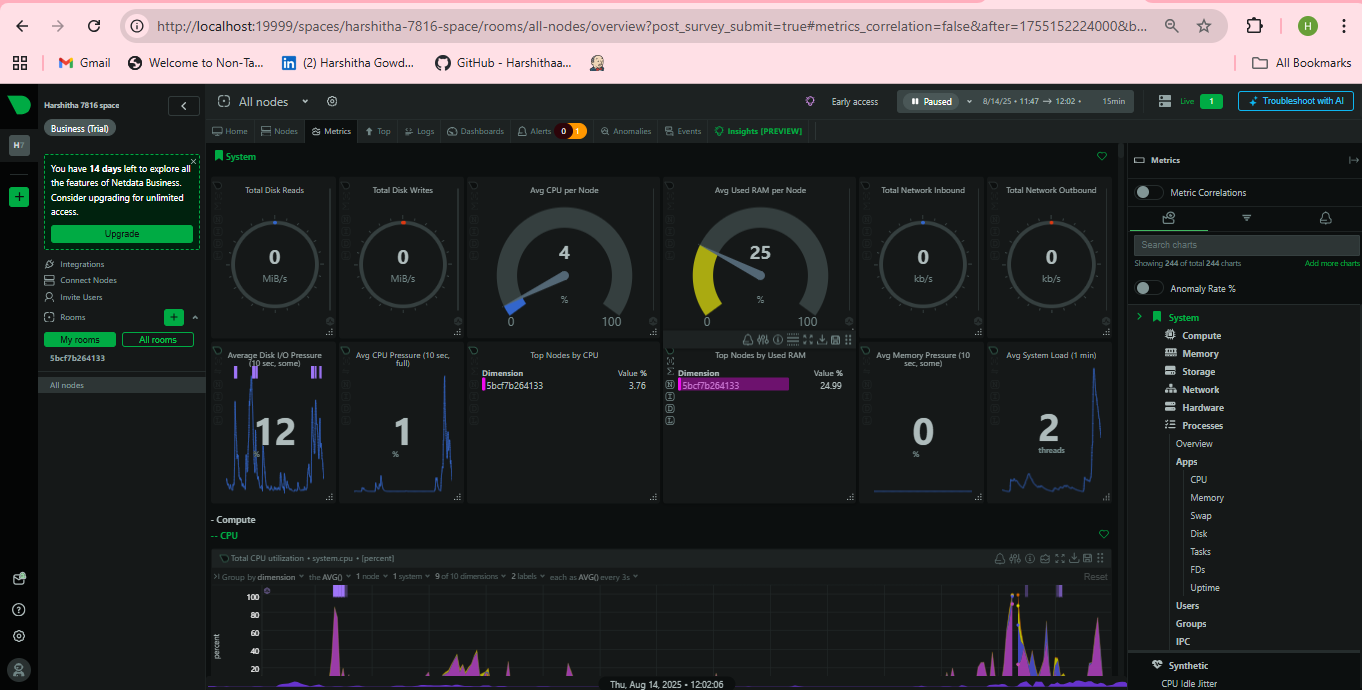 http://localhost:19999/spaces/harshitha-7816-space/rooms/all-nodes/overview?post_survey_submit=true#metrics_correlation=false&after=1755152224000&b...
H
Gmail
Welcome to Non-Ta...
(2) Harshitha Gowd...
GitHub - Harshithaa...
All Bookmarks
Harshitha 7816 space
Business (Trial)
H7
You have 14 days left to explore all
the features of Netdata Business.
Consider upgrading for unlimited
access.
Upgrade
Integrations
Connect Nodes
Invite Users
Rooms
My rooms
All rooms
5bcf7b264133
All nodes
All nodes
Early access
Paused
8/14/25 • 11:47 → 12:02 •
15min
Live
1
Troubleshoot with AI
Home
Nodes
Metrics
Top
Logs
Dashboards
Alerts
0
1
Anomalies
Events
Insights [PREVIEW]
System
Total Disk Reads
0
MiB/s
Total Disk Writes
0
MiB/s
Avg CPU per Node
4
%
0
100
Avg Used RAM per Node
25
%
0
100
Total Network Inbound
0
kb/s
Total Network Outbound
0
kb/s
Average Disk I/O Pressure
(10 sec, some)
12
%
Avg CPU Pressure (10 sec,
full)
1
%
Top Nodes by CPU
Dimension
Value %
5bcf7b264133
3.76
Top Nodes by Used RAM
Dimension
Value %
5bcf7b264133
24.99
Avg Memory Pressure (10
sec, some)
0
%
Avg System Load (1 min)
2
threads
- Compute
-- CPU
Total CPU utilization • system.cpu • [percent]
Group by dimension
the AVG()
1 node
1 system
9 of 10 dimensions
2 labels
each as AVG() every 3s
Reset
percent
100
80
60
40
20
Thu, Aug 14, 2025 • 12:02:06
Metrics
Metric Correlations
Search charts
Showing 244 of total 244 charts
Add more charts
Anomaly Rate %
System
Compute
Memory
Storage
Network
Hardware
Processes
Overview
Apps
CPU
Memory
Swap
Disk
Tasks
FDs
Uptime
Users
Groups
IPC
Synthetic
CPU Idle Jitter